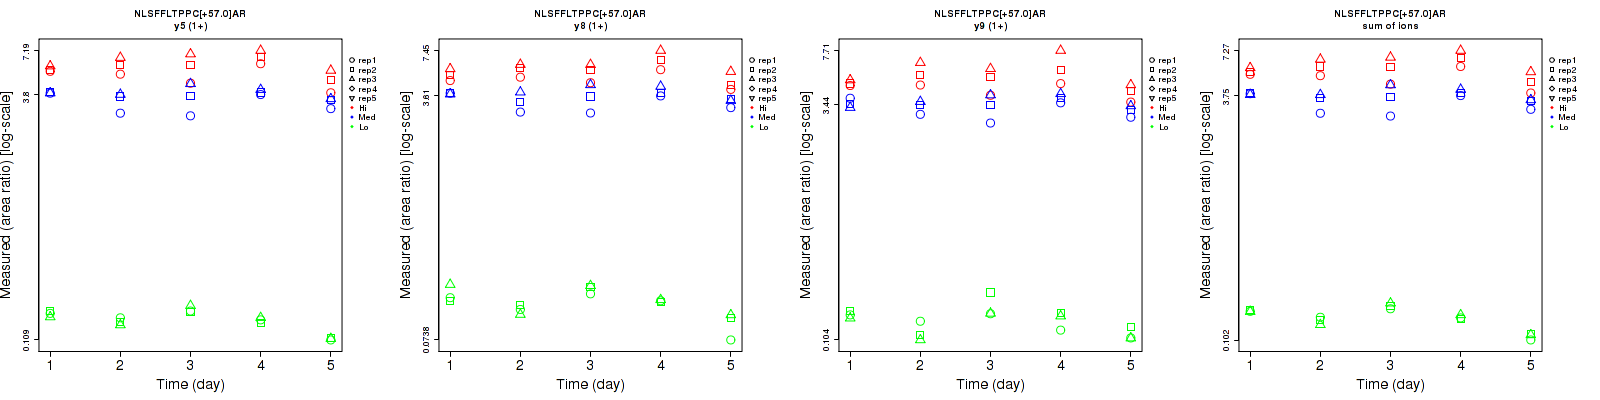 NLSFFLTPPC[+57.0]AR
y5 (1+)
Measured (area ratio) [log-scale]
7.19
3.8
0.109
1 2 3 4 5
Time (day)
rep1
rep2
rep3
rep4
rep5
Hi
Med
Lo
NLSFFLTPPC[+57.0]AR
y8 (1+)
Measured (area ratio) [log-scale]
7.45
3.61
0.0738
1 2 3 4 5
Time (day)
rep1
rep2
rep3
rep4
rep5
Hi
Med
Lo
NLSFFLTPPC[+57.0]AR
y9 (1+)
Measured (area ratio) [log-scale]
7.71
3.44
0.104
1 2 3 4 5
Time (day)
rep1
rep2
rep3
rep4
rep5
Hi
Med
Lo
NLSFFLTPPC[+57.0]AR
sum of ions
Measured (area ratio) [log-scale]
7.27
3.75
0.102
1 2 3 4 5
Time (day)
rep1
rep2
rep3
rep4
rep5
Hi
Med
Lo